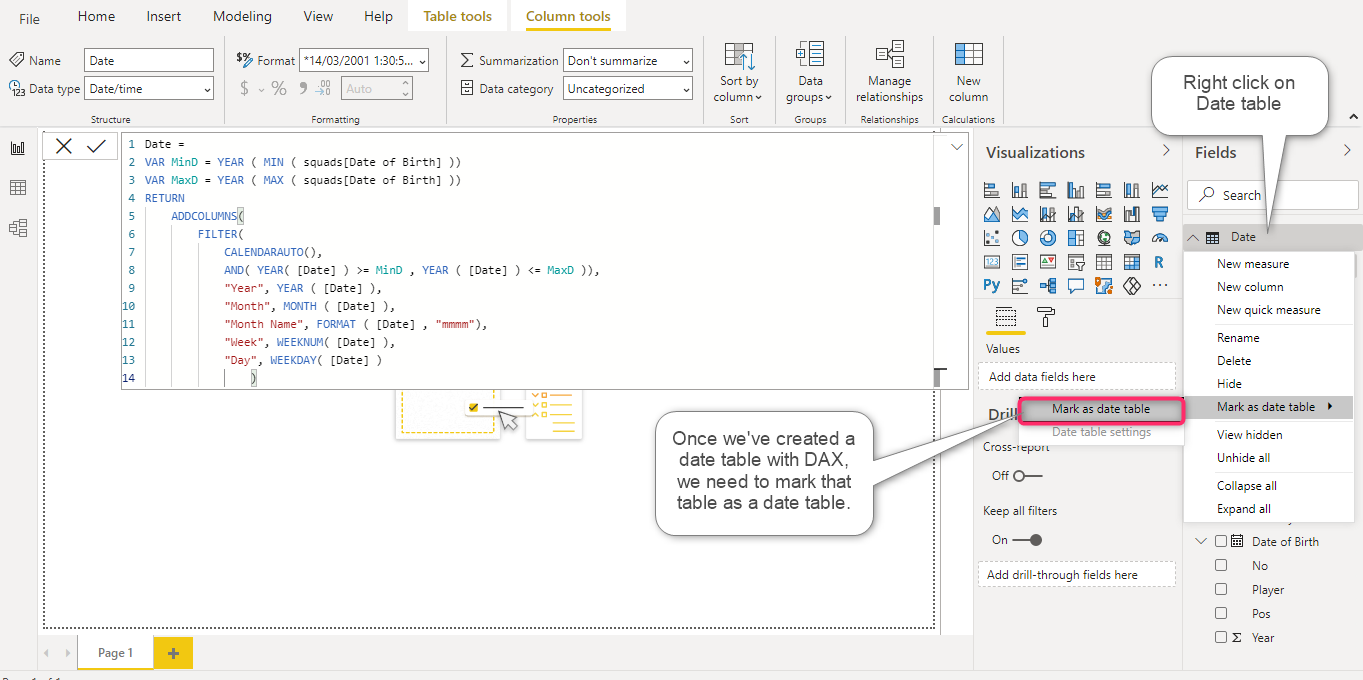 File
Home
Insert
Modeling
View
Help
Table tools
Column tools
Name
Date
Data type
Date/time
Structure
$% Format
*14/03/2001 1:30:5...
$ % 9 .00
Auto
Formatting
Summarization
Don't summarize
Data category
Uncategorized
Properties
Sort by
column
Sort
Data
groups
Groups
Manage
relationships
Relationships
New
column
Calculations
Right click on
Date table
1 Date =
2 VAR MinD = YEAR ( MIN ( squads[Date of Birth] ))
3 VAR MaxD = YEAR ( MAX ( squads[Date of Birth] ))
4 RETURN
5 ADDCOLUMNS(
6 FILTER(
7 CALENDARAUTO(),
8 AND( YEAR( [Date] ) >= MinD , YEAR ( [Date] ) <= MaxD )),
9 "Year", YEAR ( [Date] ),
10 "Month", MONTH ( [Date] ),
11 "Month Name", FORMAT ( [Date] , "mmmm"),
12 "Week", WEEKNUM( [Date] ),
13 "Day", WEEKDAY( [Date] )
14 )
Once we've created a
date table with DAX,
we need to mark that
table as a date table.
Page 1
Visualizations
123
R
Py
...
Values
Add data fields here
Drill
Mark as date table
Date table settings
Cross-report
Off
Keep all filters
On
Add drill-through fields here
Fields
Search
Date
New measure
New column
New quick measure
Rename
Delete
Hide
Mark as date table
View hidden
Unhide all
Collapse all
Expand all
Date of Birth
No
Player
Pos
Σ Year